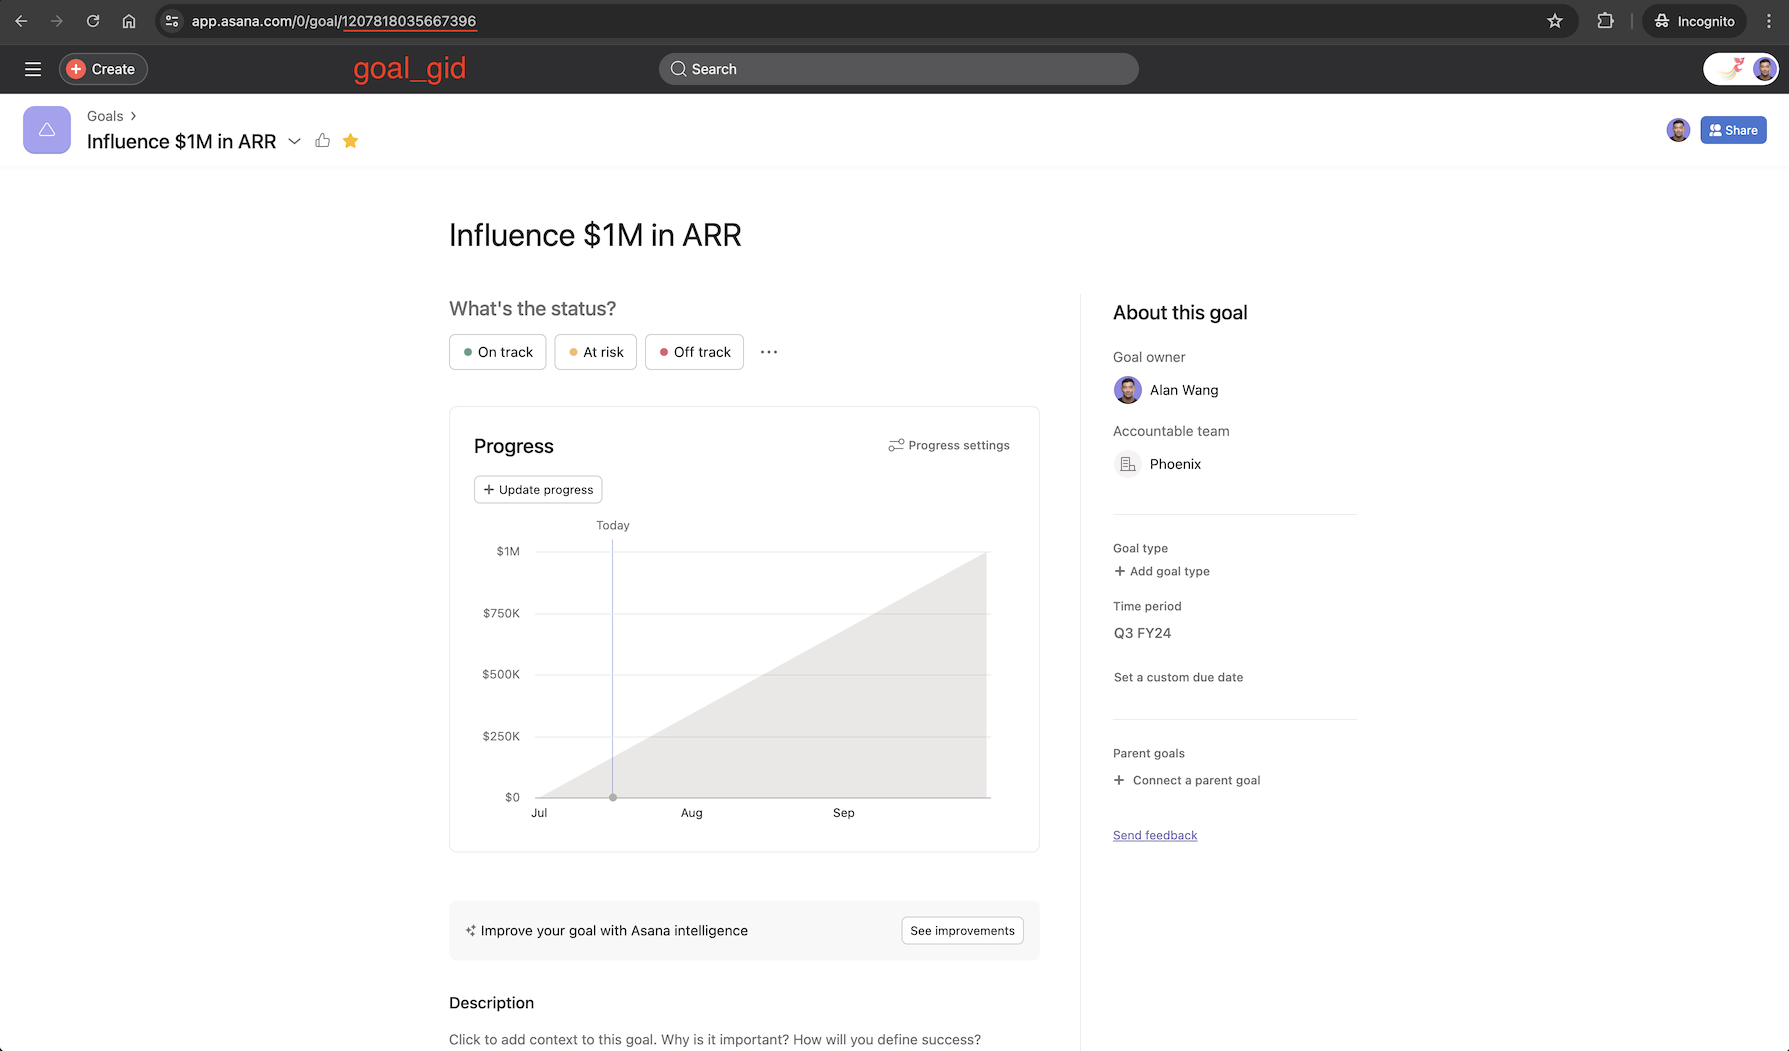 app.asana.com/0/goal/1207818035667396
Incognito
Create
goal_gid
Search
Goals
Influence $1M in ARR
Share
Influence $1M in ARR
What's the status?
On track
At risk
Off track
Progress
Progress settings
+ Update progress
Today
$1M
$750K
$500K
$250K
$0
Jul
Aug
Sep
Improve your goal with Asana intelligence
See improvements
Description
Click to add context to this goal. Why is it important? How will you define success?
About this goal
Goal owner
Alan Wang
Accountable team
Phoenix
Goal type
+ Add goal type
Time period
Q3 FY24
Set a custom due date
Parent goals
+ Connect a parent goal
Send feedback